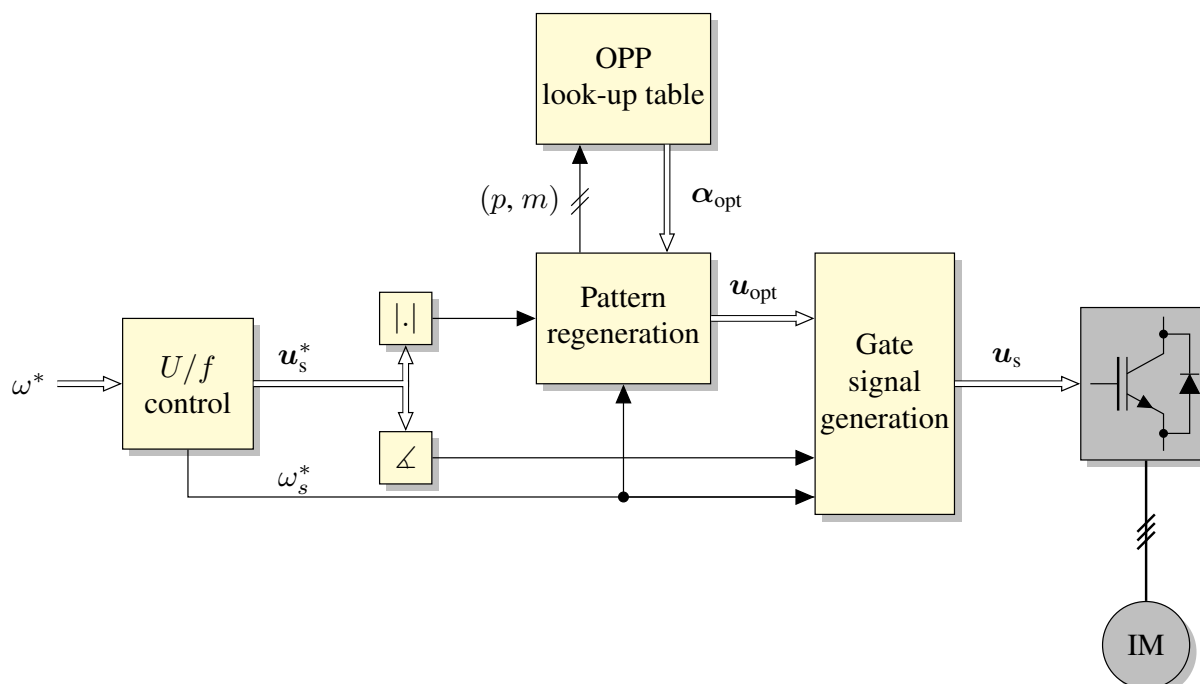 OPP
look-up table
(p, m)
α_opt
Pattern
regeneration
u_opt
|.|
U/f
control
ω*
u_s*
Gate
signal
generation
u_s
∡
ω_s*
IM